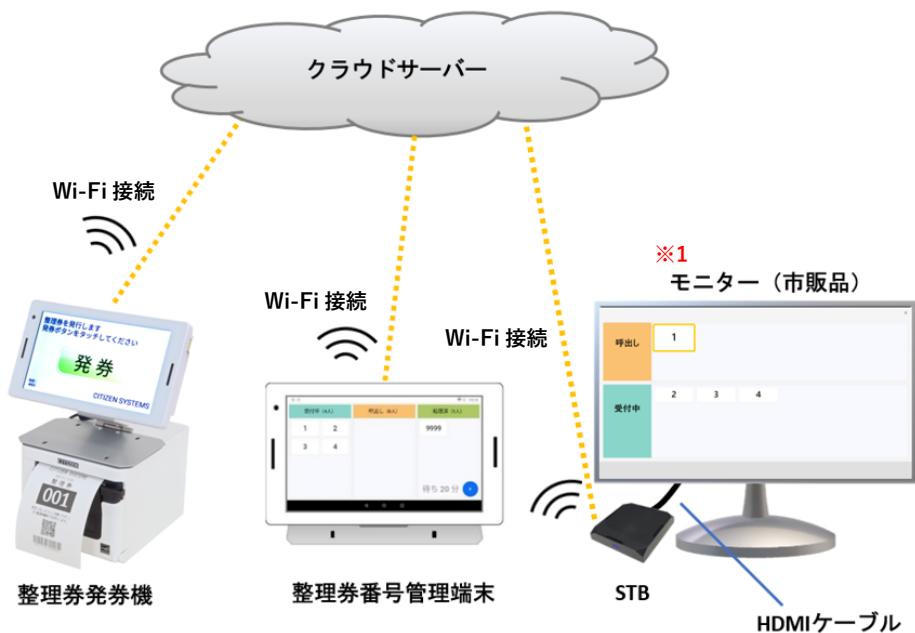 クラウドサーバー
Wi-Fi 接続
Wi-Fi 接続
Wi-Fi 接続
※1
モニター（市販品）
整理券を発行します
発券ボタンをタッチしてください
発券
CITIZEN SYSTEMS
整理券
001
受付中
呼出し
処理済
1 2
3 4
9999
待ち 20 分
呼出し
1
受付中
2 3 4
整理券発券機
整理券番号管理端末
STB
HDMIケーブル